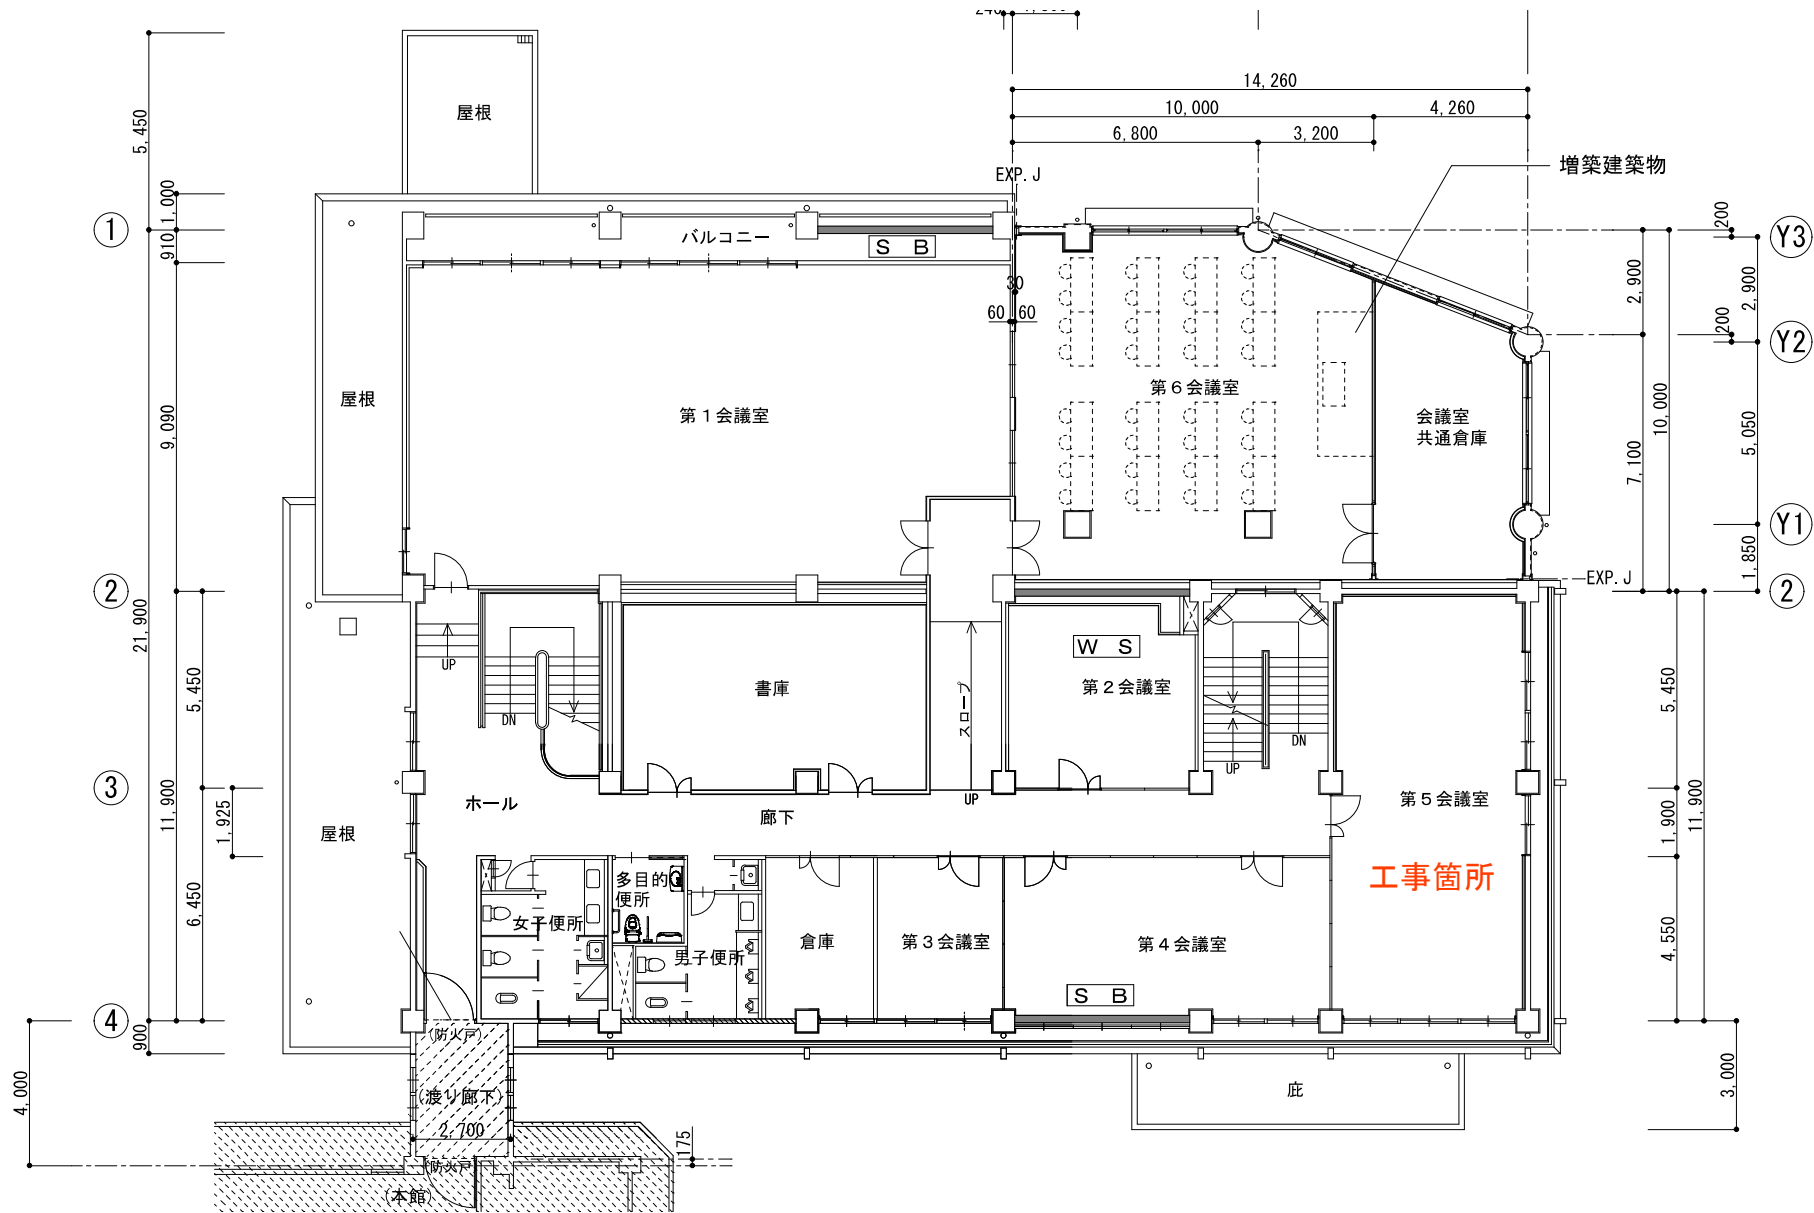 14,260
10,000
4,260
6,800
3,200
屋根
5,450
増築建築物
EXP.J
1,000
200
1
バルコニー
S B
Y3
910
30
2,900
2,900
60
60
200
Y2
第6会議室
屋根
第1会議室
9,090
会議室
共通倉庫
10,000
5,050
7,100
Y1
1,850
EXP.J
2
2
21,900
W S
UP
5,450
書庫
スロープ
第2会議室
5,450
DN
DN
UP
3
ホール
UP
第5会議室
11,900
1,925
屋根
廊下
1,900
11,900
工事箇所
多目的
便所
6,450
女子便所
倉庫
第3会議室
第4会議室
4,550
男子便所
S B
4
900
(防火戸)
4,000
(渡り廊下)
庇
3,000
2,700
175
(防火戸)
(本館)